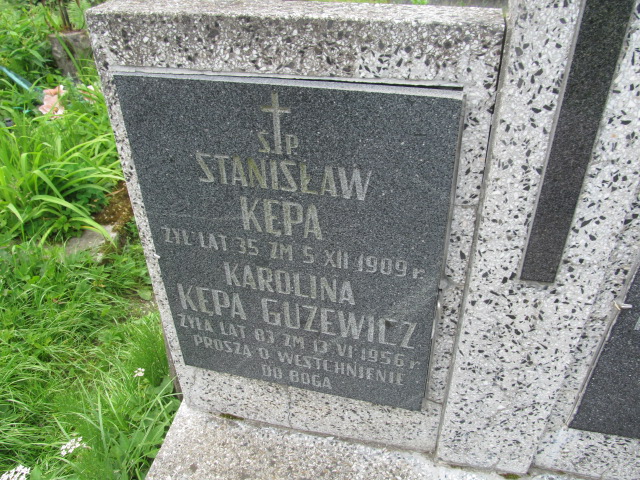 Ś P
STANISŁAW
KĘPA
ŻYŁ LAT 35 ZM 5 XII 1909 r.
KAROLINA
KĘPA GUZEWICZ
ŻYŁA LAT 83 ZM 13 VI 1956 r.
PROSZĄ O WESTCHNIENIE
DO BOGA